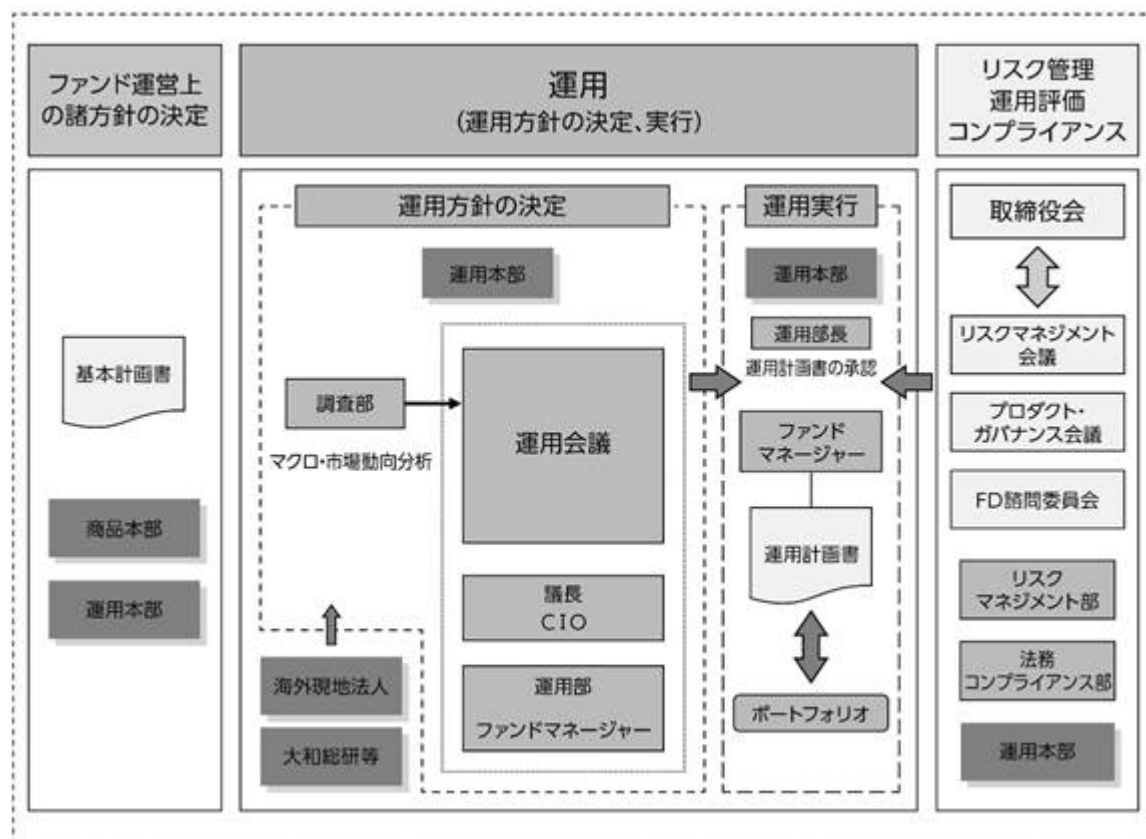 ファンド運営上
の諸方針の決定
運用
(運用方針の決定、実行)
リスク管理
運用評価
コンプライアンス
基本計画書
商品本部
運用本部
運用方針の決定
運用本部
調査部
マクロ・市場動向分析
運用会議
議長
CIO
運用部
ファンドマネージャー
海外現地法人
大和総研等
運用実行
運用本部
運用部長
運用計画書の承認
ファンド
マネージャー
運用計画書
ポートフォリオ
取締役会
リスクマネジメント
会議
プロダクト・
ガバナンス会議
FD諮問委員会
リスク
マネジメント部
法務
コンプライアンス部
運用本部